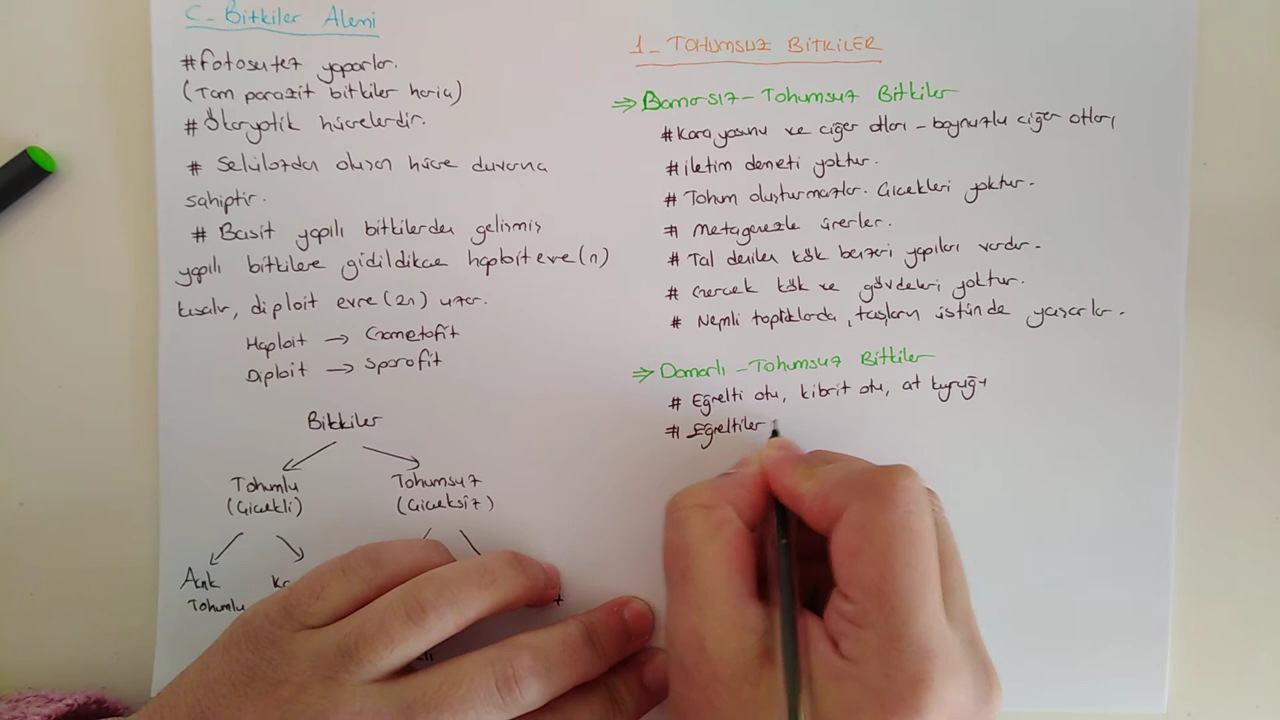 C- Bitkiler Alemi
# fotosentez yaparlar.
(Tam parazit bitkiler hariç)
# Ökaryotik hücrelerdir.
# Selülozdan oluşan hücre duvarına
sahiptir.
# Basit yapılı bitkilerden gelişmiş
yapılı bitkilere gidildikçe haploit evre (n)
kısalır, diploit evre (2n) uzar.
Haploit → Gametofit
Diploit → Sporofit
Bitkiler
Tohumlu
(Çiçekli)
Tohumsuz
(Çiçeksiz)
Açık
Tohumlu
1- TOHUMSUZ BİTKİLER
⇒ Damarsız - Tohumsuz Bitkiler
# Kara yosunu ve ciğer otları - boynuzlu ciğer otları
# iletim demeti yoktur.
# Tohum oluşturmazlar. Çiçekleri yoktur.
# Metagenezle ürerler.
# Tal denilen kök benzeri yapıları vardır.
# Gerçek kök ve gövdeleri yoktur.
# Nemli topraklarda, taşların üstünde yaşarlar.
⇒ Damarlı - Tohumsuz Bitkiler
# Eğrelti otu, kibrit otu, at kuyruğu
# Eğreltiler